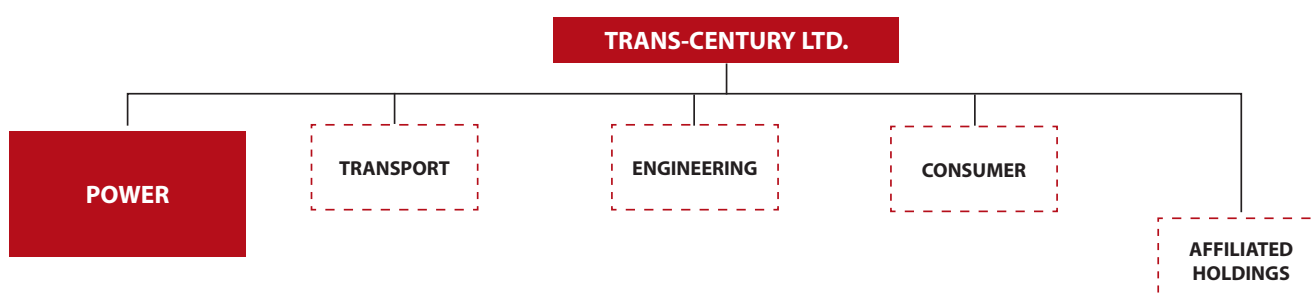 TRANS-CENTURY LTD.
POWER
TRANSPORT
ENGINEERING
CONSUMER
AFFILIATED
HOLDINGS